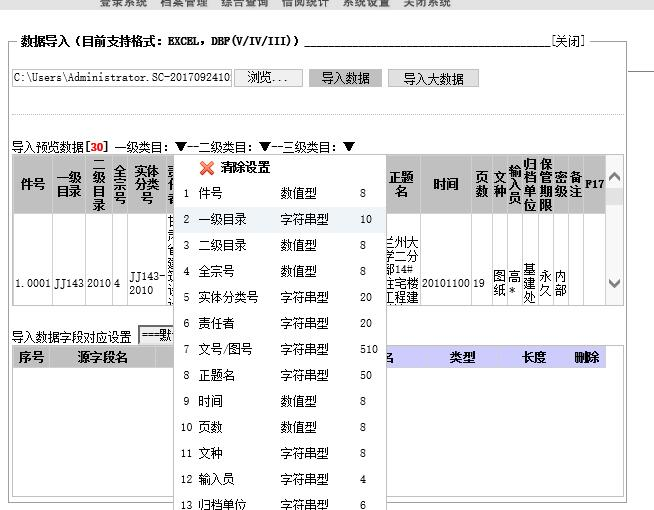 登录系统 档案管理 综合查询 借阅统计 系统设置 关闭系统
数据导入（目前支持格式：EXCEL，DBF(V/IV/III)）[关闭]
C:\Users\Administrator.SC-2017092410 浏览... 导入数据 导入大数据
导入预览数据[30] 一级类目：▼--二级类目：▼--三级类目：▼
件号 一级目录 二级目录 全宗号 实体分类号 正题名 时间 页数 文种 输入员 归档单位 保管期限 密级 备注 F17
1.0001 JJ143 2010 4 JJ143-2010 兰州大学二分部14#住宅楼工程建 20101100 19 图纸 高* 基建处 永久 内部
清除设置
1 件号 数值型 8
2 一级目录 字符串型 10
3 二级目录 数值型 8
4 全宗号 数值型 8
5 实体分类号 字符串型 20
6 责任者 字符串型 20
7 文号/图号 字符串型 510
8 正题名 字符串型 50
9 时间 数值型 8
10 页数 数值型 8
11 文种 字符串型 8
12 输入员 字符串型 4
13 归档单位 字符串型 6
导入数据字段对应设置 ===默
序号 源字段名 名 类型 长度 删除